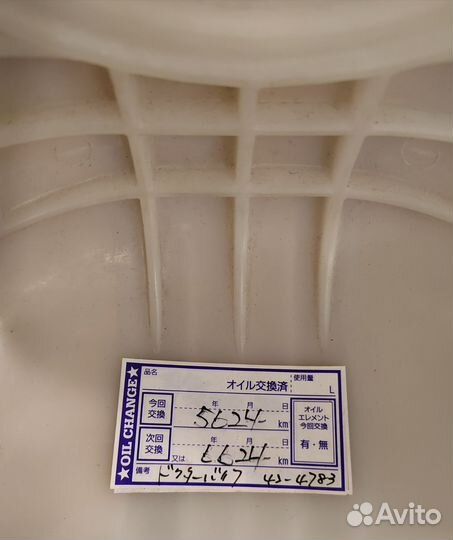 ★OIL CHANGE★
品名
オイル交換済
使用量
L
今回交換
年 月 日
5624 km
オイル
エレメント
今回交換
有・無
次回交換
年 月 日
又は 6624 km
備考 ドクターバイク 42-4783
Avito